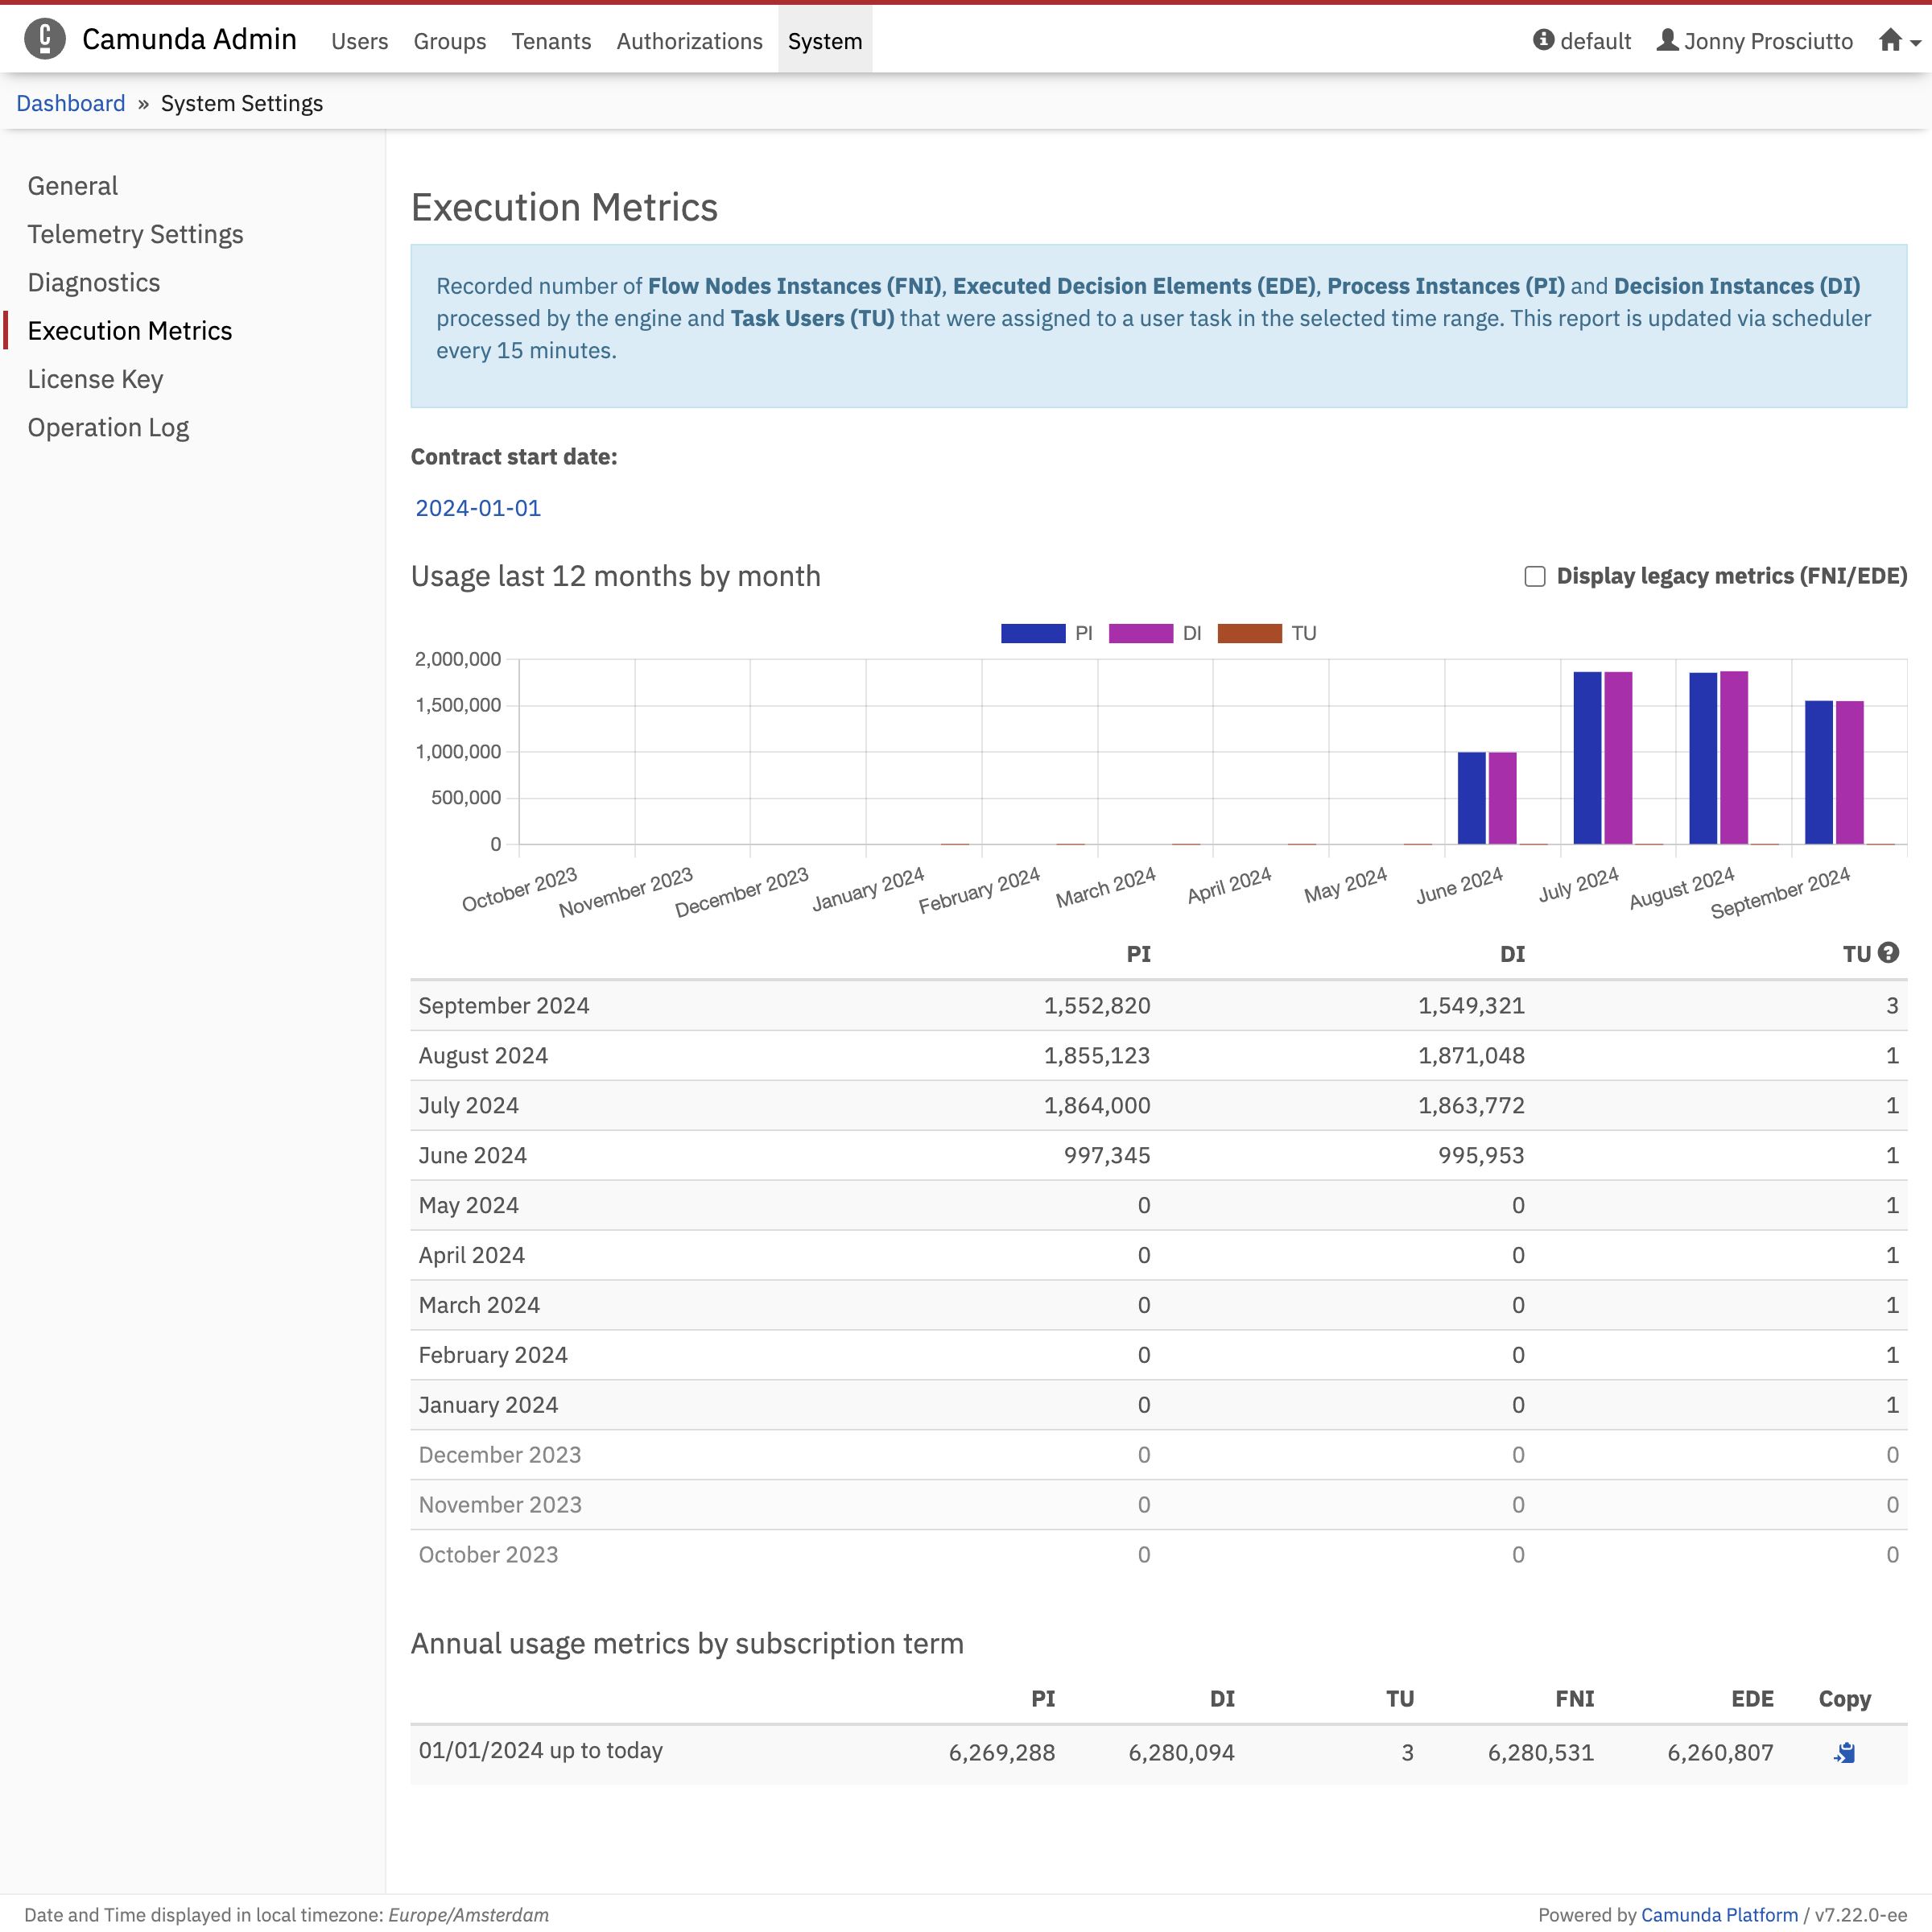 Camunda Admin Users Groups Tenants Authorizations System default Jonny Prosciutto
Dashboard » System Settings
General
Telemetry Settings
Diagnostics
Execution Metrics
License Key
Operation Log
Execution Metrics
Recorded number of Flow Nodes Instances (FNI), Executed Decision Elements (EDE), Process Instances (PI) and Decision Instances (DI)
processed by the engine and Task Users (TU) that were assigned to a user task in the selected time range. This report is updated via scheduler
every 15 minutes.
Contract start date:
2024-01-01
Usage last 12 months by month Display legacy metrics (FNI/EDE)
PI DI TU
2,000,000
1,500,000
1,000,000
500,000
0
October 2023 November 2023 December 2023 January 2024 February 2024 March 2024 April 2024 May 2024 June 2024 July 2024 August 2024 September 2024
PI DI TU ?
September 2024 1,552,820 1,549,321 3
August 2024 1,855,123 1,871,048 1
July 2024 1,864,000 1,863,772 1
June 2024 997,345 995,953 1
May 2024 0 0 1
April 2024 0 0 1
March 2024 0 0 1
February 2024 0 0 1
January 2024 0 0 1
December 2023 0 0 0
November 2023 0 0 0
October 2023 0 0 0
Annual usage metrics by subscription term
PI DI TU FNI EDE Copy
01/01/2024 up to today 6,269,288 6,280,094 3 6,280,531 6,260,807
Date and Time displayed in local timezone: Europe/Amsterdam Powered by Camunda Platform / v7.22.0-ee